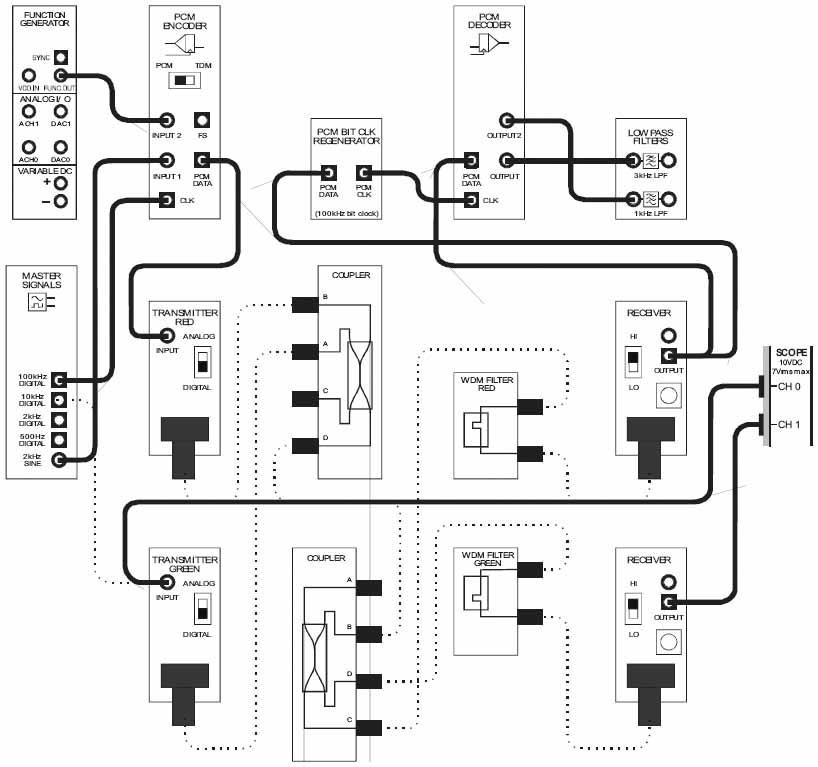 FUNCTION
GENERATOR
SYNC
VCO IN FUNC OUT
ANALOG I/ O
ACH1 DAC1
ACH0 DAC0
VARIABLE DC
+
−
PCM
ENCODER
PCM TDM
INPUT 2 FS
INPUT 1 PCM
DATA
CLK
PCM BIT CLK
REGENERATOR
PCM
DATA
PCM
CLK
(100kHz bit clock)
PCM
DECODER
OUTPUT2
PCM
DATA
OUTPUT
CLK
LOW PASS
FILTERS
3kHz LPF
1kHz LPF
MASTER
SIGNALS
100kHz
DIGITAL
10kHz
DIGITAL
2kHz
DIGITAL
500Hz
DIGITAL
2kHz
SINE
TRANSMITTER
RED
INPUT
ANALOG
DIGITAL
COUPLER
B
A
C
D
WDM FILTER
RED
RECEIVER
HI
OUTPUT
LO
SCOPE
10VDC
7Vrms max
CH 0
CH 1
TRANSMITTER
GREEN
INPUT
ANALOG
DIGITAL
COUPLER
A
B
D
C
WDM FILTER
GREEN
RECEIVER
HI
OUTPUT
LO